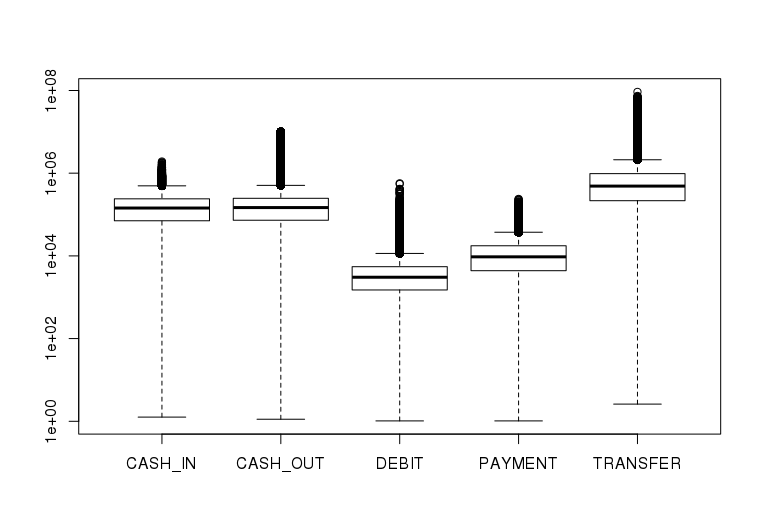 1e+08
1e+06
1e+04
1e+02
1e+00
CASH_IN CASH_OUT DEBIT PAYMENT TRANSFER